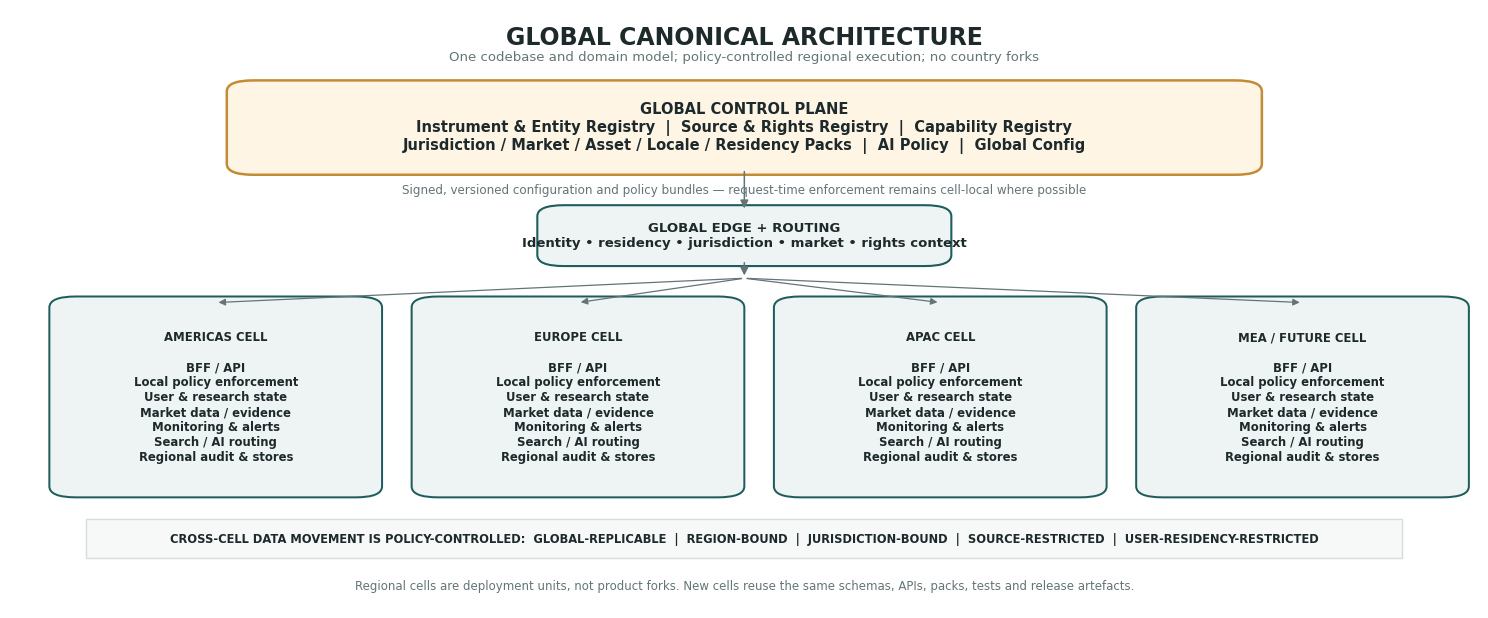 GLOBAL CANONICAL ARCHITECTURE
One codebase and domain model; policy-controlled regional execution; no country forks
GLOBAL CONTROL PLANE
Instrument & Entity Registry | Source & Rights Registry | Capability Registry
Jurisdiction / Market / Asset / Locale / Residency Packs | AI Policy | Global Config
Signed, versioned configuration and policy bundles — request-time enforcement remains cell-local where possible
GLOBAL EDGE + ROUTING
Identity • residency • jurisdiction • market • rights context
AMERICAS CELL
BFF / API
Local policy enforcement
User & research state
Market data / evidence
Monitoring & alerts
Search / AI routing
Regional audit & stores
EUROPE CELL
BFF / API
Local policy enforcement
User & research state
Market data / evidence
Monitoring & alerts
Search / AI routing
Regional audit & stores
APAC CELL
BFF / API
Local policy enforcement
User & research state
Market data / evidence
Monitoring & alerts
Search / AI routing
Regional audit & stores
MEA / FUTURE CELL
BFF / API
Local policy enforcement
User & research state
Market data / evidence
Monitoring & alerts
Search / AI routing
Regional audit & stores
CROSS-CELL DATA MOVEMENT IS POLICY-CONTROLLED: GLOBAL-REPLICABLE | REGION-BOUND | JURISDICTION-BOUND | SOURCE-RESTRICTED | USER-RESIDENCY-RESTRICTED
Regional cells are deployment units, not product forks. New cells reuse the same schemas, APIs, packs, tests and release artefacts.